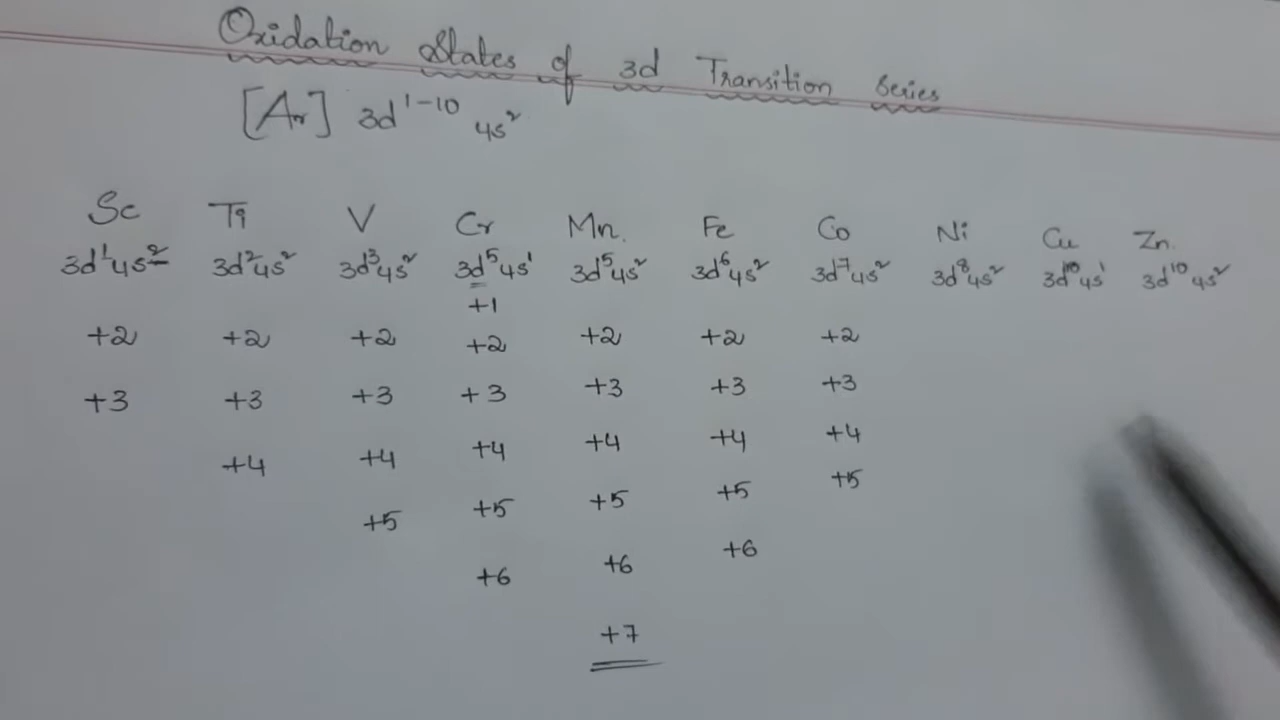 Oxidation States of 3d Transition Series
[Ar] 3d¹⁻¹⁰ 4s²
Sc Ti V Cr Mn. Fe Co Ni Cu Zn.
3d¹4s² 3d²4s² 3d³4s² 3d⁵4s¹ 3d⁵4s² 3d⁶4s² 3d⁷4s² 3d⁸4s² 3d¹⁰4s¹ 3d¹⁰4s²
+1
+2 +2 +2 +2 +2 +2 +2
+3 +3 +3 +3 +3 +3 +3
+4 +4 +4 +4 +4 +4
+5 +5 +5 +5 +5
+6 +6 +6
+7